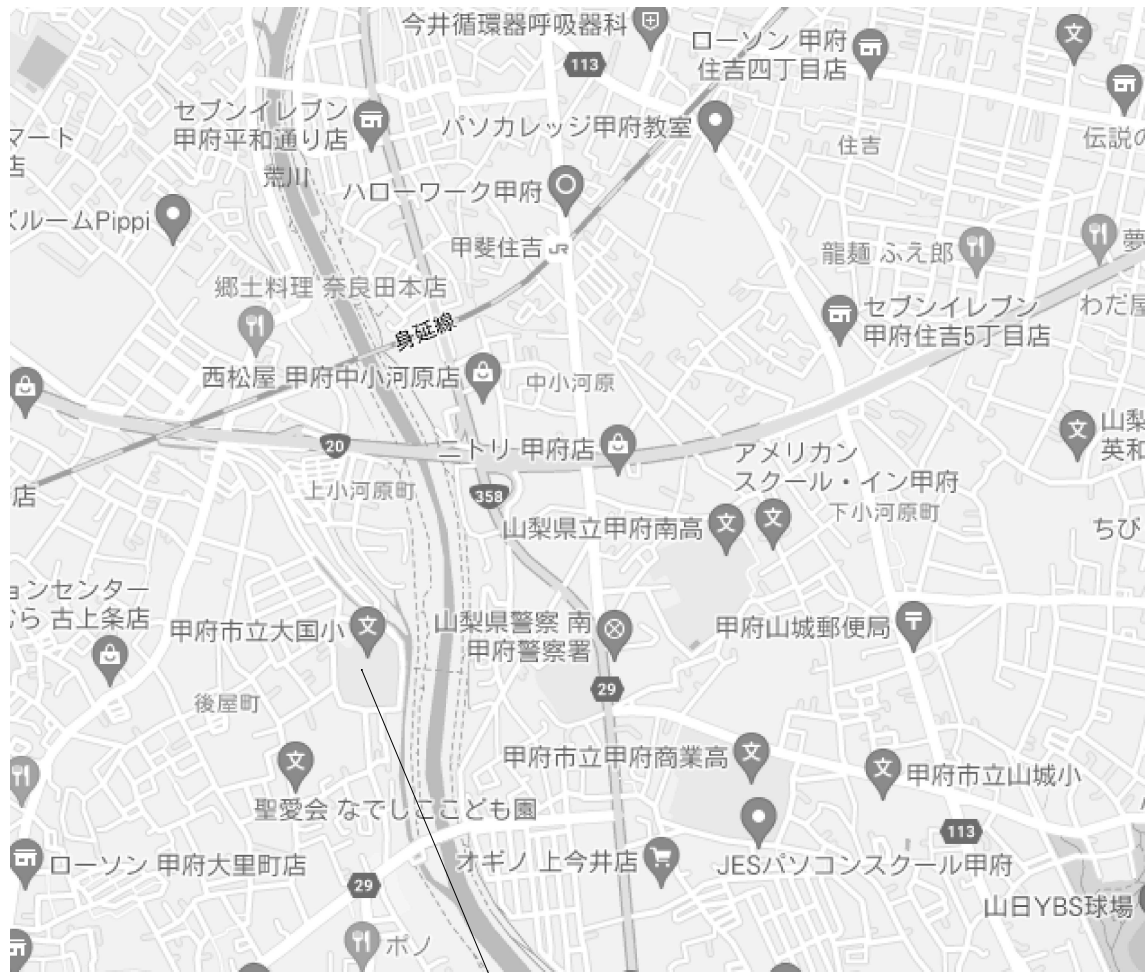 今井循環器呼吸器科
113
ローソン 甲府
住吉四丁目店
セブンイレブン
甲府平和通り店
パソカレッジ甲府教室
住吉
伝説の
マート
店
荒川
ハローワーク甲府
ズルームPippi
甲斐住吉
JR
龍麺 ふえ郎
夢
郷土料理 奈良田本店
セブンイレブン
甲府住吉5丁目店
わだ屋
身延線
西松屋 甲府中小河原店
中小河原
20
ニトリ 甲府店
アメリカン
スクール・イン甲府
山梨
英和
店
上小河原町
358
下小河原町
山梨県立甲府南高
ちび
ョンセンター
むら 古上条店
甲府市立大国小
山梨県警察 南
甲府警察署
甲府山城郵便局
29
後屋町
甲府市立甲府商業高
甲府市立山城小
聖愛会 なでしここども園
113
ローソン 甲府大里町店
オギノ 上今井店
JESパソコンスクール甲府
29
山日YBS球場
ボノ